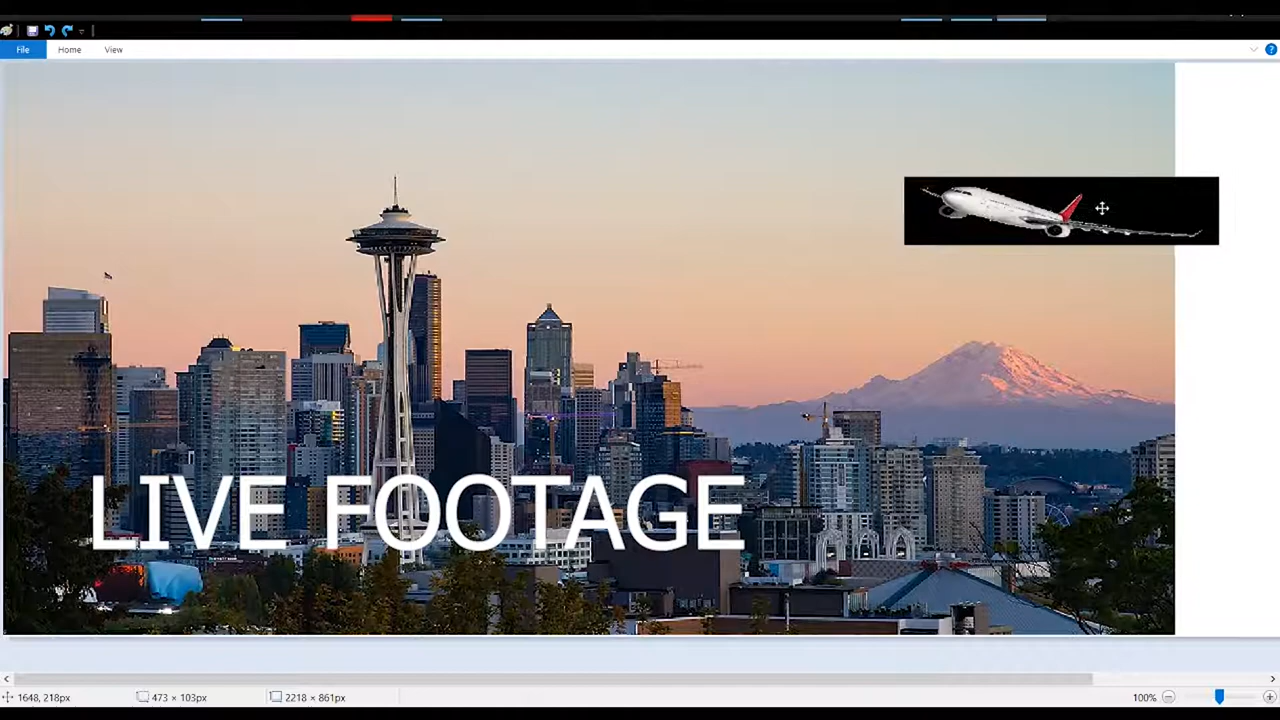 File Home View
LIVE FOOTAGE
1648, 218px 473 × 103px 2218 × 861px 100%